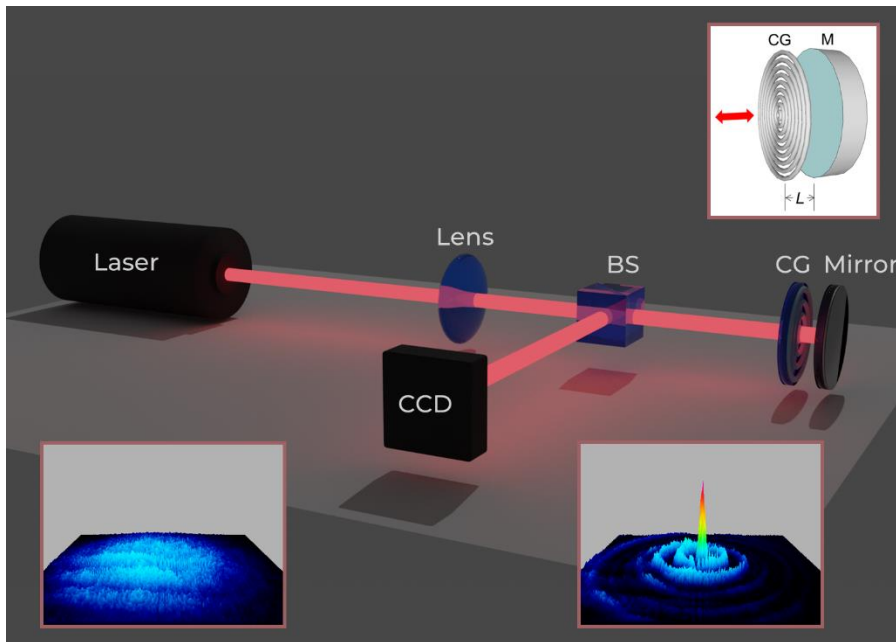 CG M
L
Lens
BS
Laser
CG Mirror
CCD